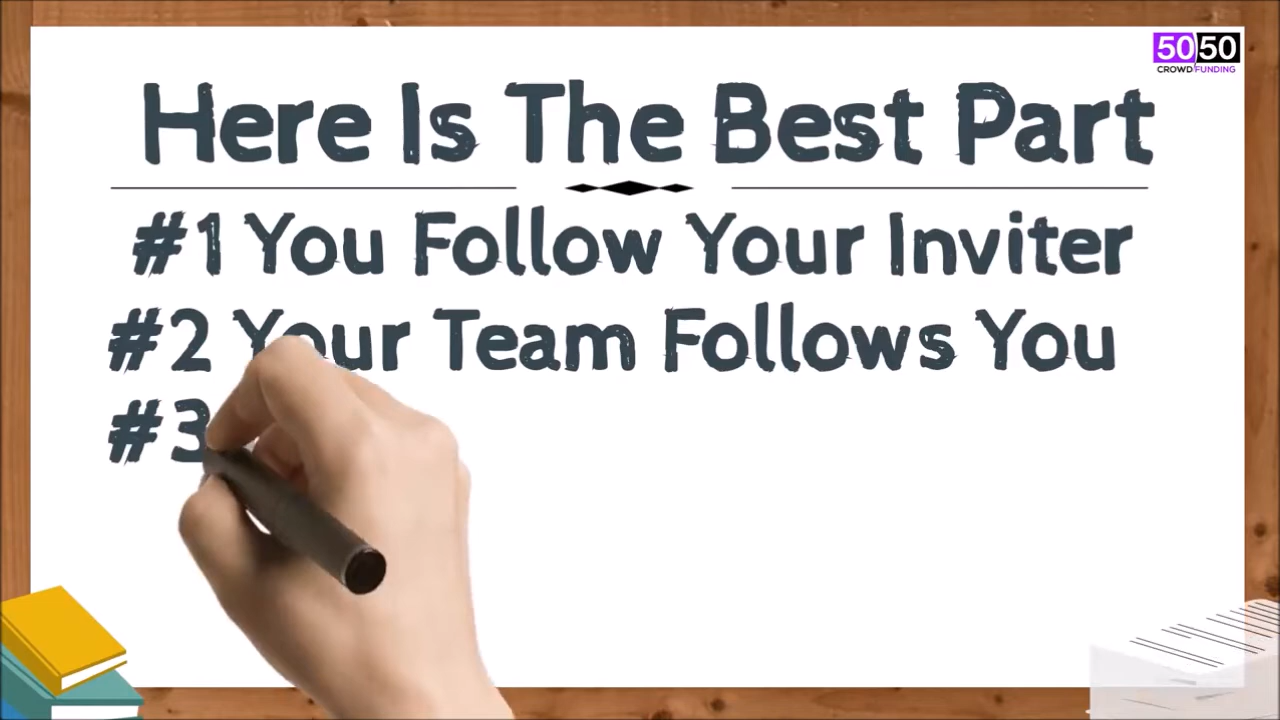 5050
CROWDFUNDING
Here Is The Best Part
#1 You Follow Your Inviter
#2 Your Team Follows You
#3